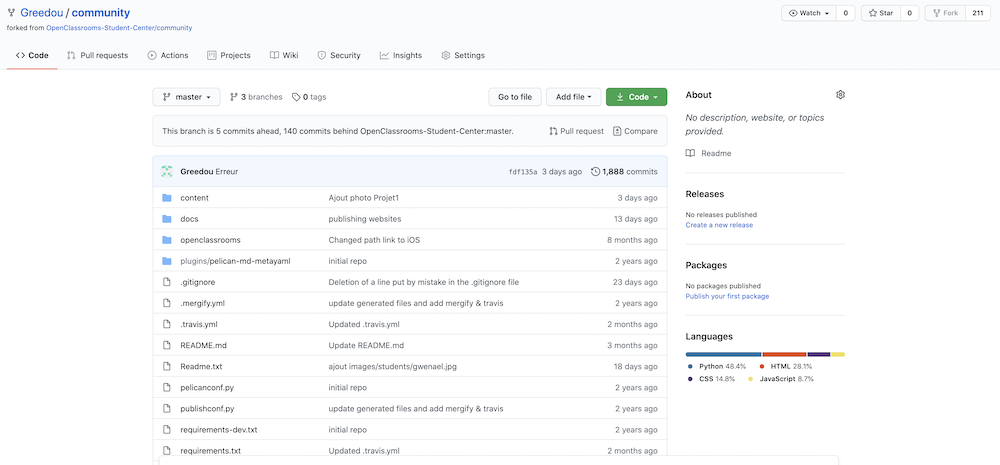 Greedou / community
Watch 0 Star 0 Fork 211
forked from OpenClassrooms-Student-Center/community
Code Pull requests Actions Projects Wiki Security Insights Settings
master 3 branches 0 tags Go to file Add file Code
This branch is 5 commits ahead, 140 commits behind OpenClassrooms-Student-Center:master. Pull request Compare
Greedou Erreur fdf135a 3 days ago 1,888 commits
content Ajout photo Projet1 3 days ago
docs publishing websites 13 days ago
openclassrooms Changed path link to iOS 8 months ago
plugins/pelican-md-metayaml initial repo 2 years ago
.gitignore Deletion of a line put by mistake in the .gitignore file 23 days ago
.mergify.yml update generated files and add mergify & travis 2 years ago
.travis.yml Updated .travis.yml 2 months ago
README.md Update README.md 3 months ago
Readme.txt ajout images/students/gwenael.jpg 18 days ago
pelicanconf.py initial repo 2 years ago
publishconf.py update generated files and add mergify & travis 2 years ago
requirements-dev.txt initial repo 2 years ago
requirements.txt Updated .travis.yml 2 months ago
About
No description, website, or topics
provided.
Readme
Releases
No releases published
Create a new release
Packages
No packages published
Publish your first package
Languages
Python 48.4% HTML 28.1%
CSS 14.8% JavaScript 8.7%